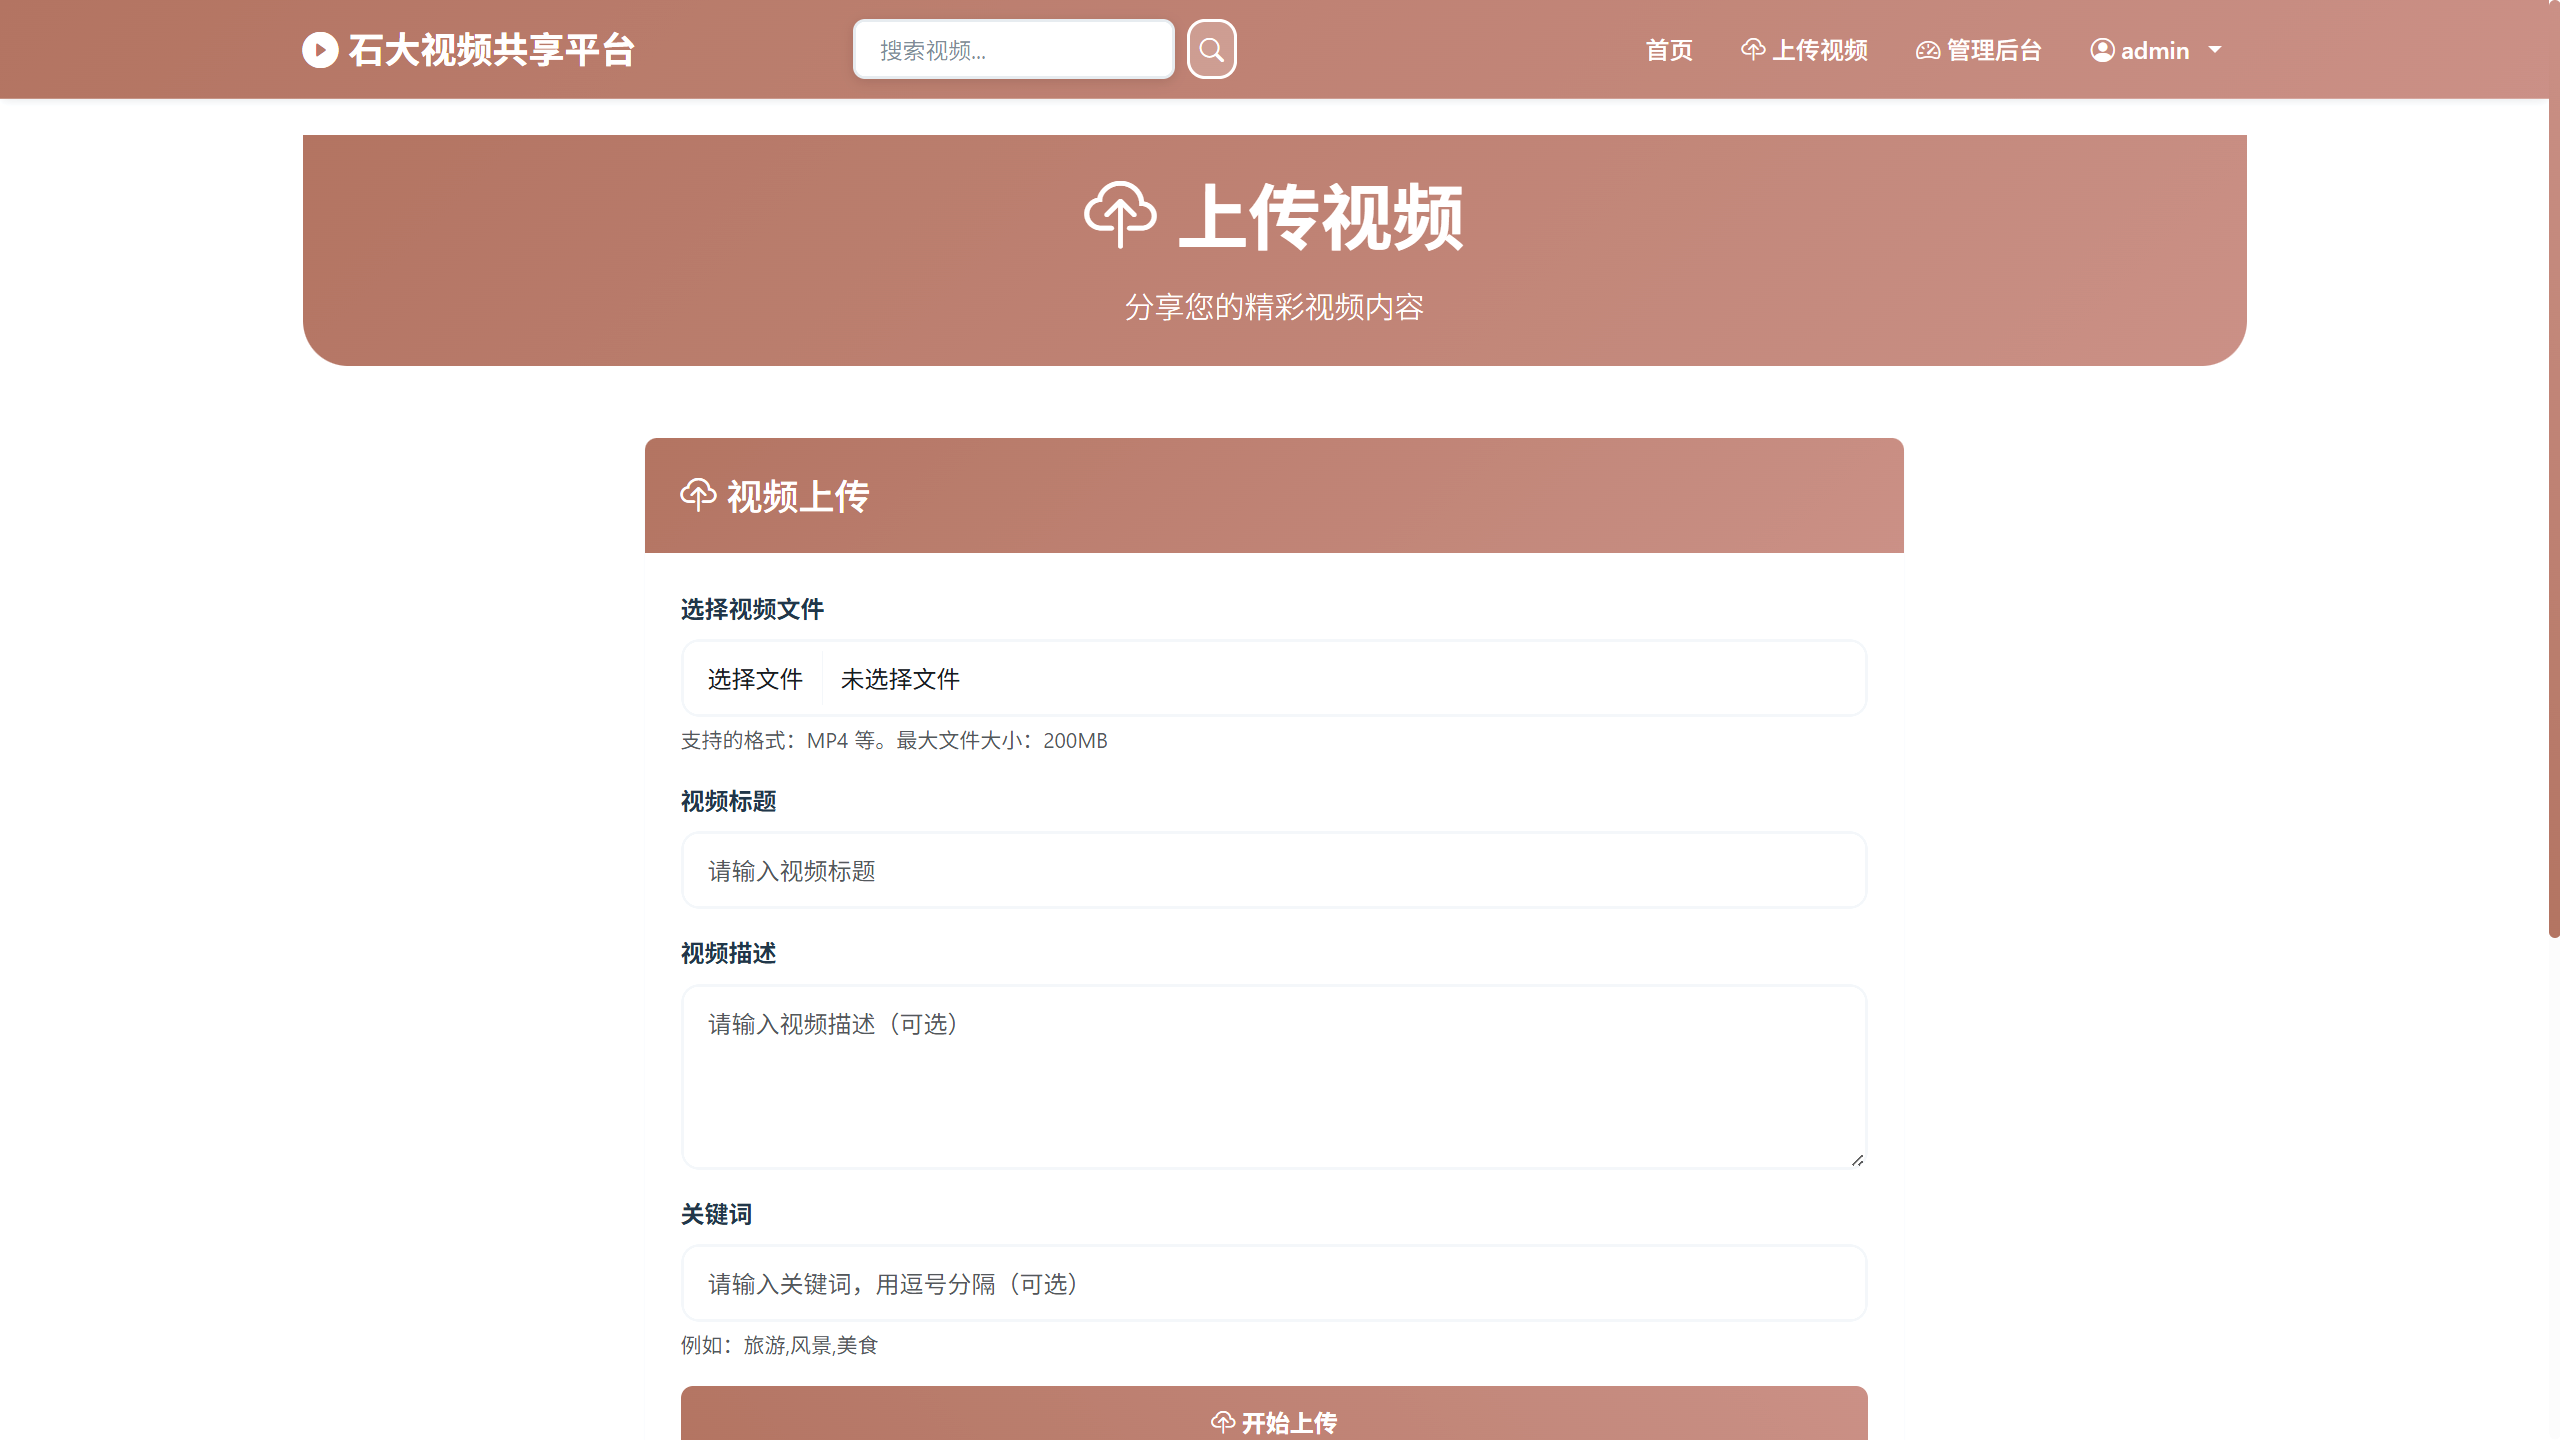 石大视频共享平台
搜索视频...
首页
上传视频
管理后台
admin
上传视频
分享您的精彩视频内容
视频上传
选择视频文件
选择文件 未选择文件
支持的格式：MP4 等。最大文件大小：200MB
视频标题
请输入视频标题
视频描述
请输入视频描述（可选）
关键词
请输入关键词，用逗号分隔（可选）
例如：旅游,风景,美食
开始上传